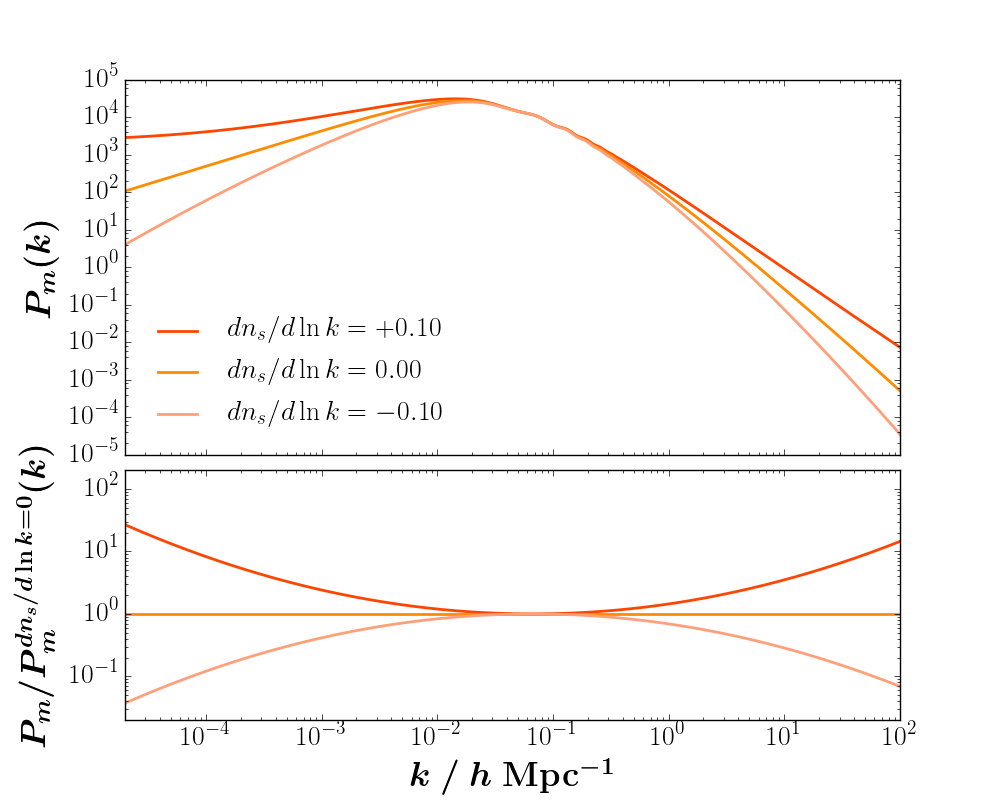 10^5
10^4
10^3
10^2
10^1
10^0
10^{-1}
10^{-2}
10^{-3}
10^{-4}
10^{-5}
P_m(k)
dn_s/d ln k = +0.10
dn_s/d ln k = 0.00
dn_s/d ln k = −0.10
10^2
10^1
10^0
10^{-1}
P_m/P_m^{dn_s/d ln k=0}(k)
10^{-4} 10^{-3} 10^{-2} 10^{-1} 10^0 10^1 10^2
k / h Mpc^{-1}